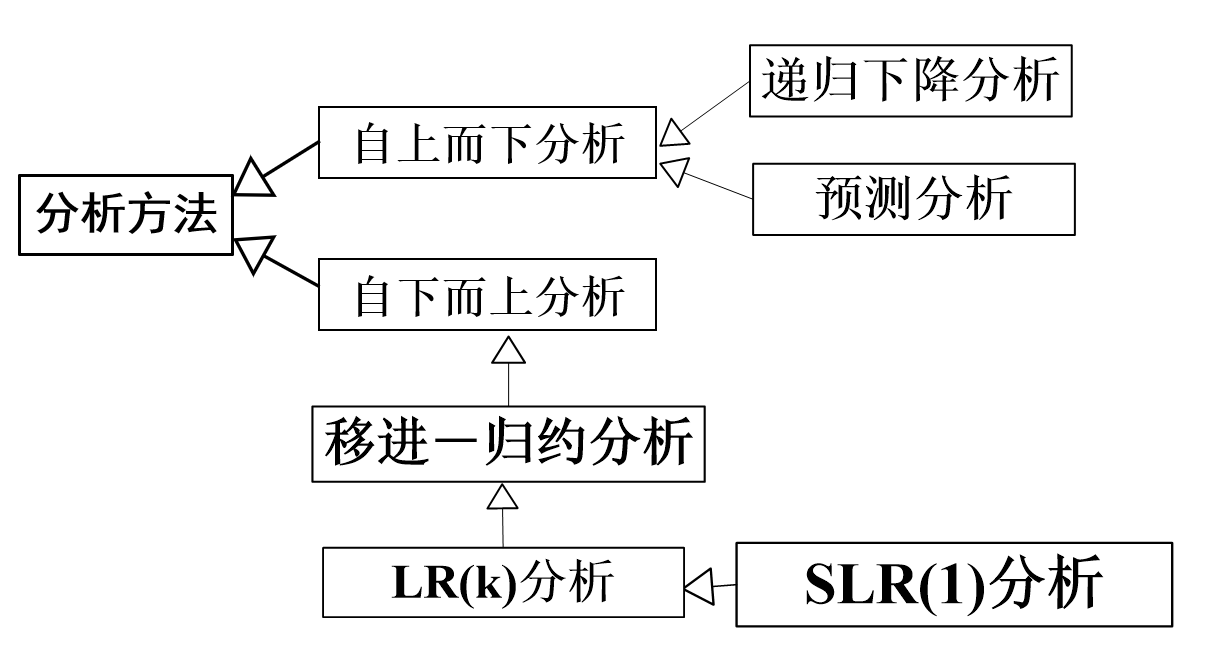 递归下降分析
自上而下分析
预测分析
分析方法
自下而上分析
移进－归约分析
LR(k)分析
SLR(1)分析